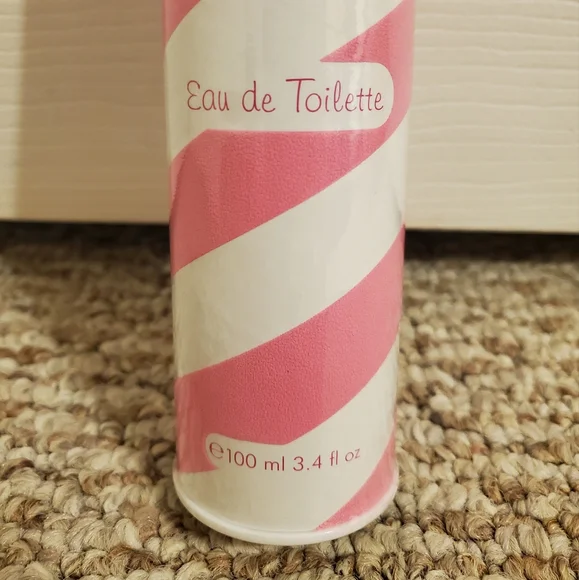 Eau de Toilette
℮100 ml 3.4 fl oz